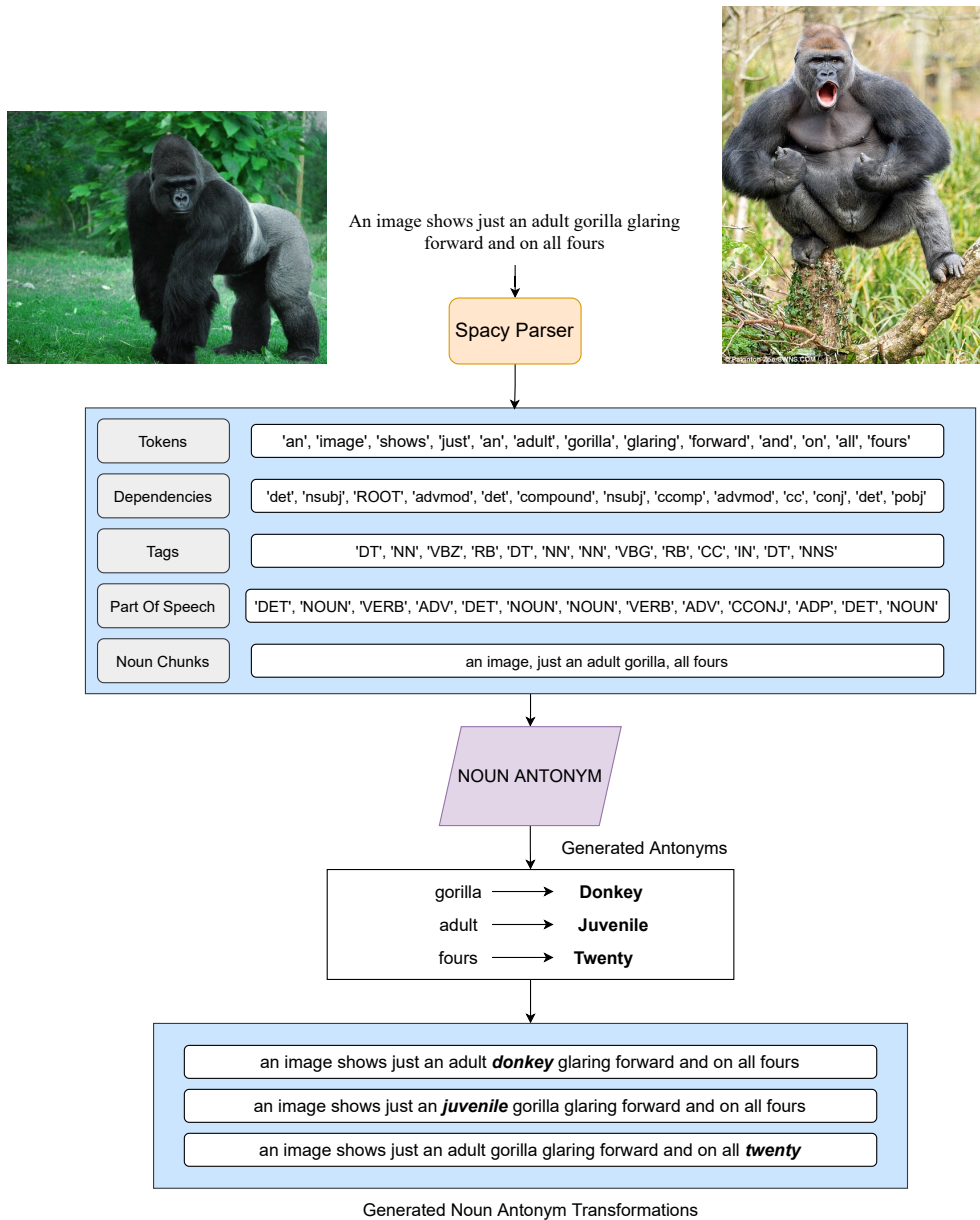 An image shows just an adult gorilla glaring
forward and on all fours
Spacy Parser
© Paignton Zoo/SWNS.COM
Tokens
'an', 'image', 'shows', 'just', 'an', 'adult', 'gorilla', 'glaring', 'forward', 'and', 'on', 'all', 'fours'
Dependencies
'det', 'nsubj', 'ROOT', 'advmod', 'det', 'compound', 'nsubj', 'ccomp', 'advmod', 'cc', 'conj', 'det', 'pobj'
Tags
'DT', 'NN', 'VBZ', 'RB', 'DT', 'NN', 'NN', 'VBG', 'RB', 'CC', 'IN', 'DT', 'NNS'
Part Of Speech
'DET', 'NOUN', 'VERB', 'ADV', 'DET', 'NOUN', 'NOUN', 'VERB', 'ADV', 'CCONJ', 'ADP', 'DET', 'NOUN'
Noun Chunks
an image, just an adult gorilla, all fours
NOUN ANTONYM
Generated Antonyms
gorilla Donkey
adult Juvenile
fours Twenty
an image shows just an adult donkey glaring forward and on all fours
an image shows just an juvenile gorilla glaring forward and on all fours
an image shows just an adult gorilla glaring forward and on all twenty
Generated Noun Antonym Transformations